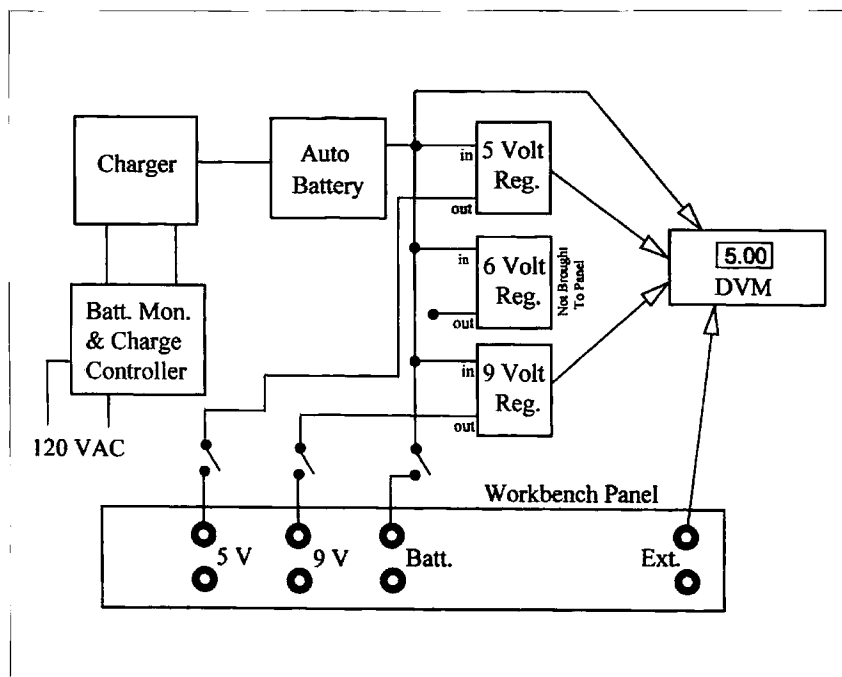 Charger
Auto
Battery
in
5 Volt
Reg.
out
in
6 Volt
Reg.
out
Not Brought
To Panel
5.00
DVM
Batt. Mon.
& Charge
Controller
in
9 Volt
Reg.
out
120 VAC
Workbench Panel
5 V
9 V
Batt.
Ext.